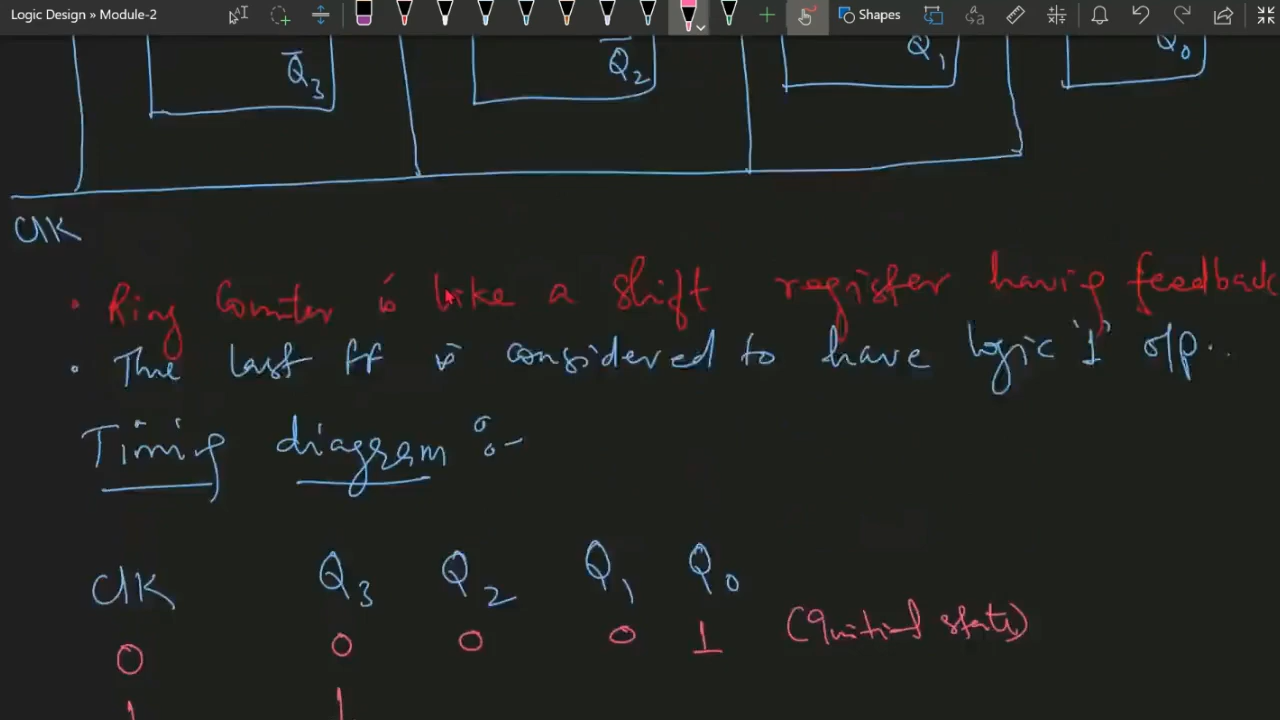 Logic Design » Module-2
Shapes
Q̅3 Q̅2 Q1 Q0
CLK
• Ring Counter is like a shift register having feedback
• The last ff is considered to have logic '1' o/p.
Timing diagram :-
CLK Q3 Q2 Q1 Q0
0 0 0 0 1 (Initial state)
1 1